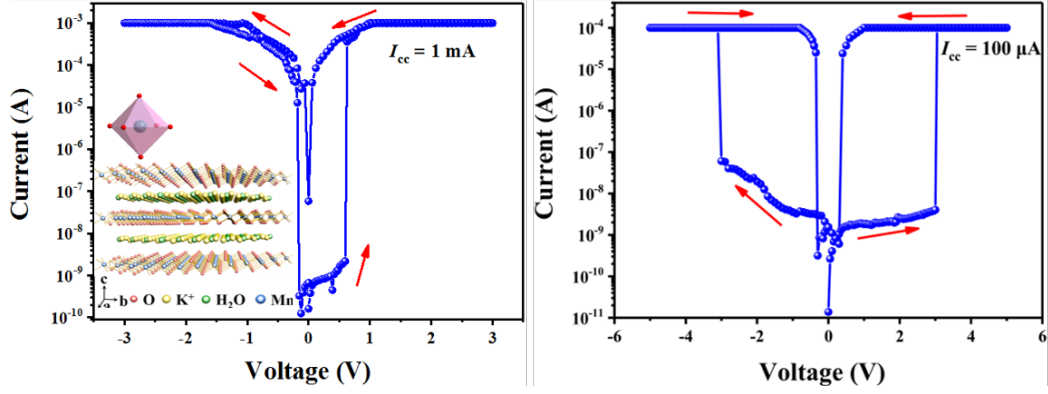 Current (A)
10⁻³
10⁻⁴
10⁻⁵
10⁻⁶
10⁻⁷
10⁻⁸
10⁻⁹
10⁻¹⁰
I_cc = 1 mA
c
b
a
O K⁺ H₂O Mn
-3 -2 -1 0 1 2 3
Voltage (V)
Current (A)
10⁻³
10⁻⁴
10⁻⁵
10⁻⁶
10⁻⁷
10⁻⁸
10⁻⁹
10⁻¹⁰
10⁻¹¹
I_cc = 100 μA
-6 -4 -2 0 2 4 6
Voltage (V)